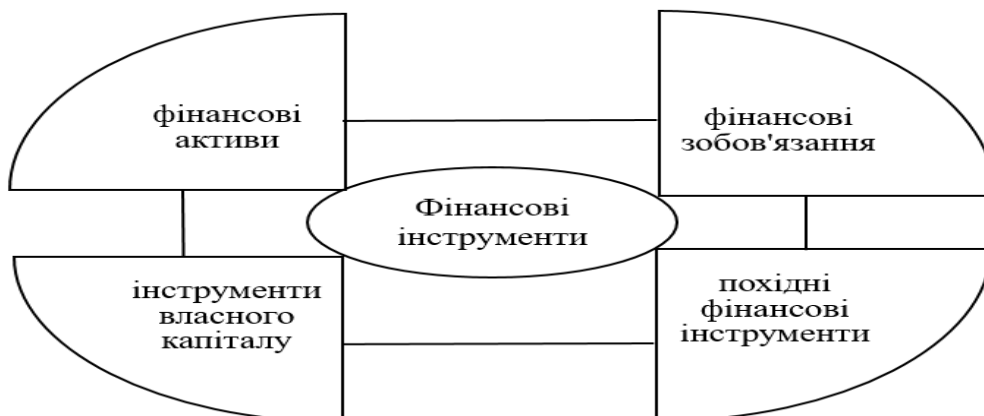 фінансові
активи
фінансові
зобов'язання
Фінансові
інструменти
інструменти
власного
капіталу
похідні
фінансові
інструменти